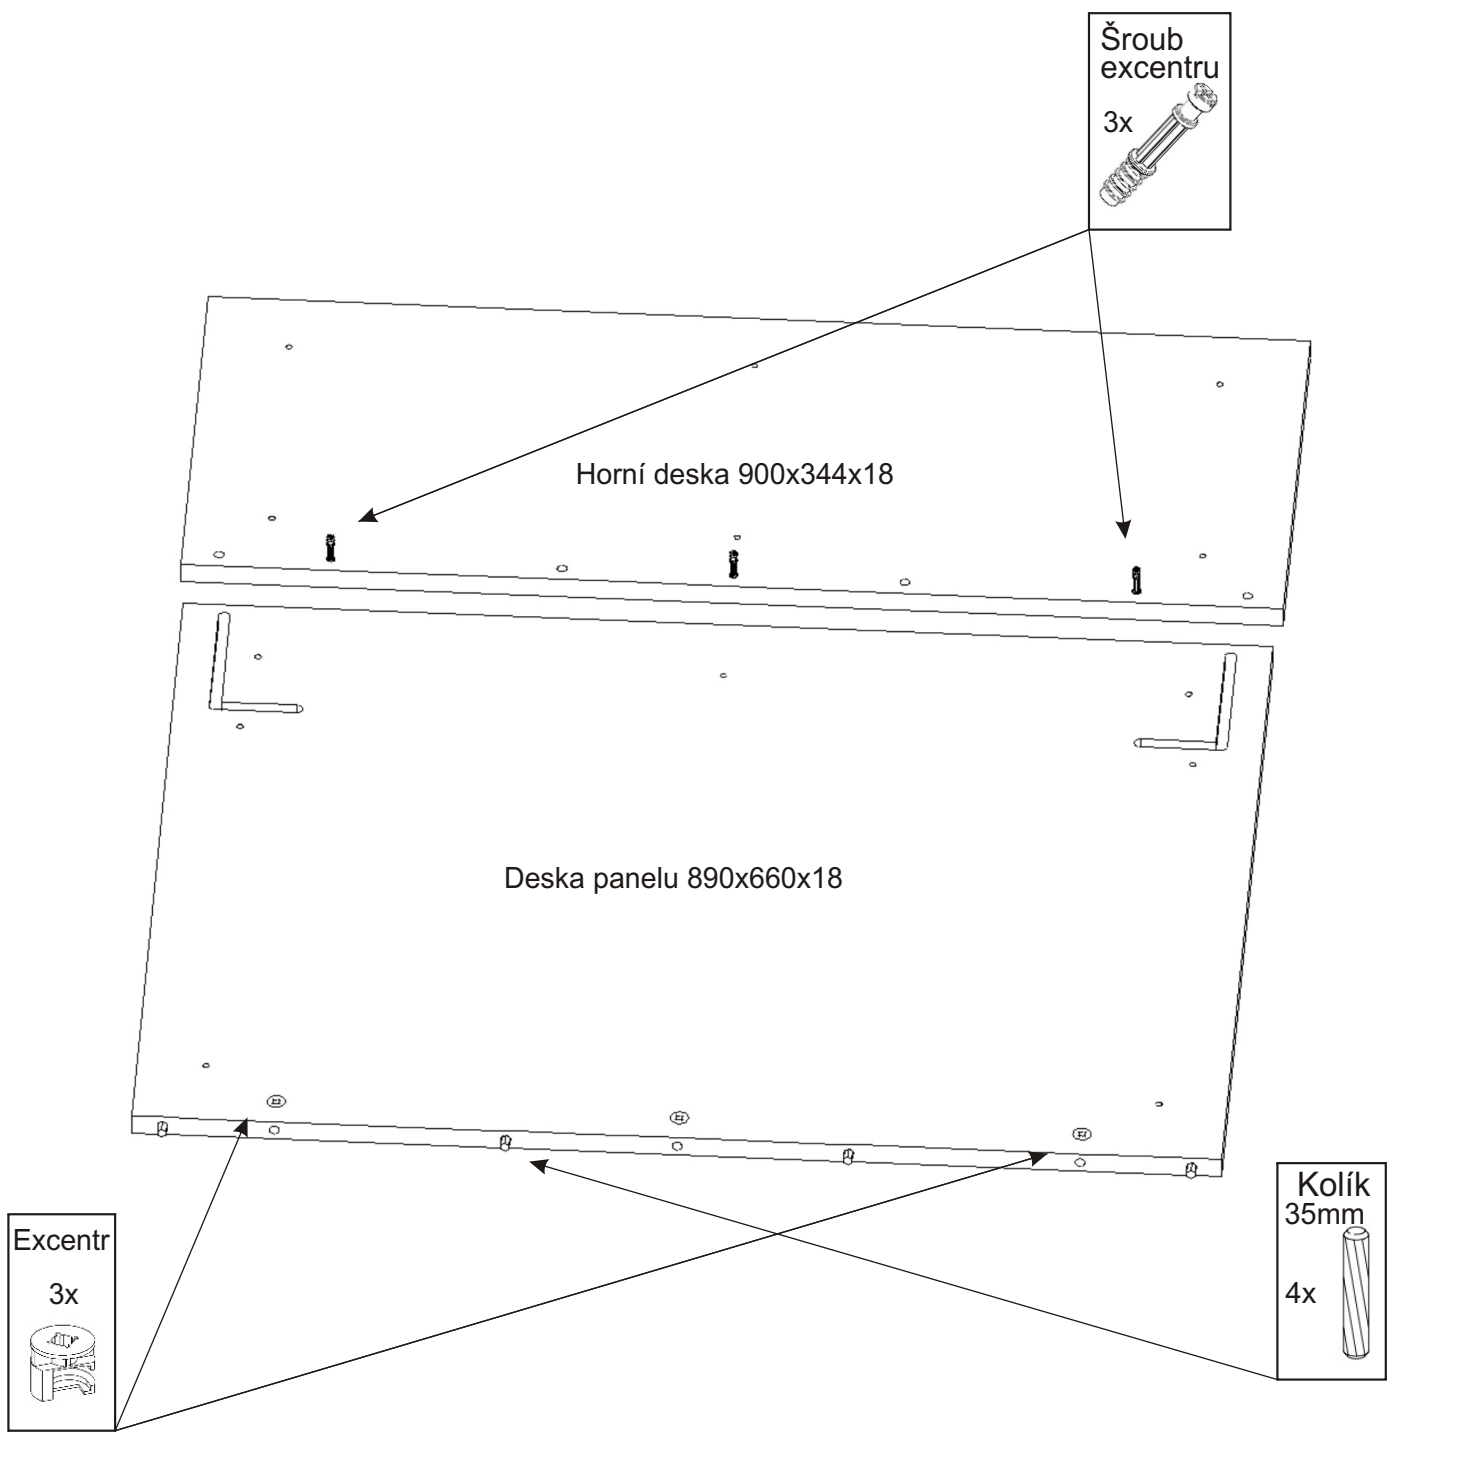 Šroub
excentru
3x
Horní deska 900x344x18
Deska panelu 890x660x18
Excentr
3x
Kolík
35mm
4x